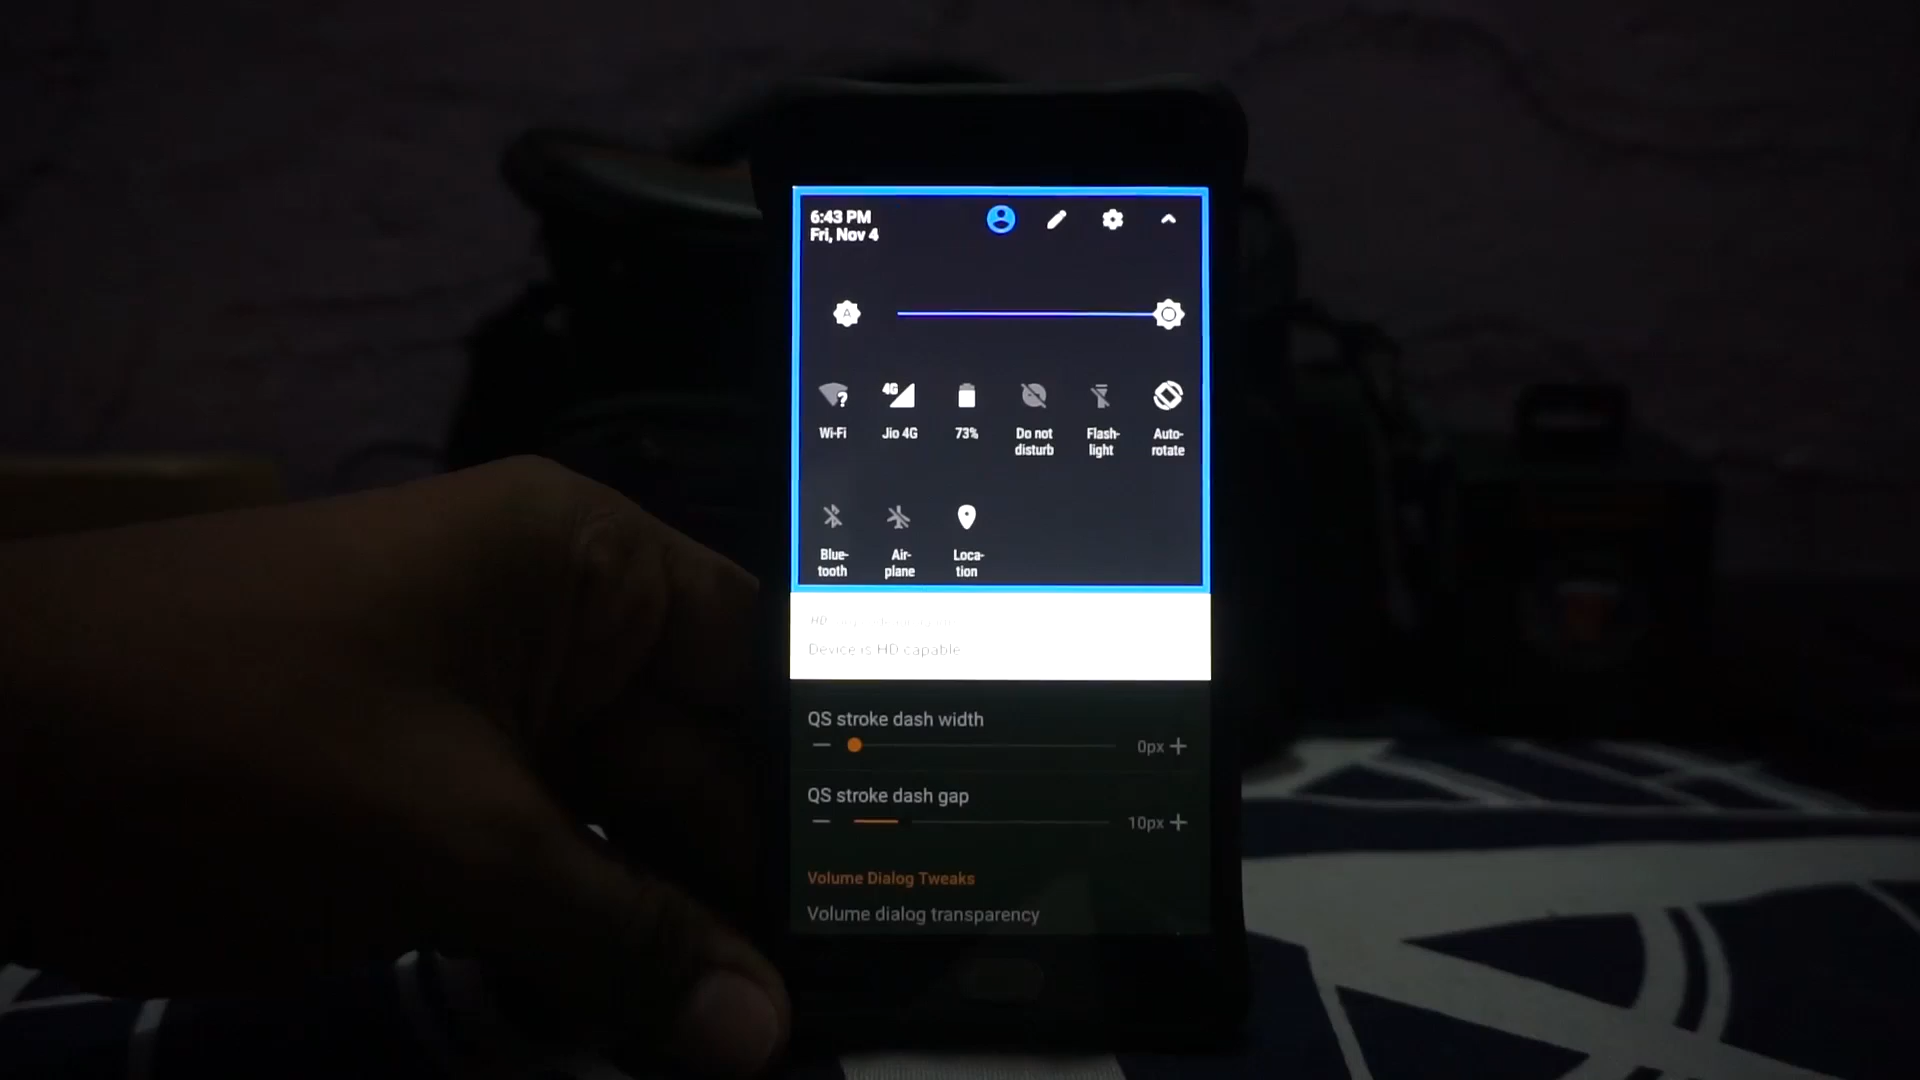 6:43 PM
Fri, Nov 4
A
4G
?
Wi-Fi
Jio 4G
73%
Do not
disturb
Flash-
light
Auto-
rotate
Blue-
tooth
Air-
plane
Loca-
tion
HD
Device is HD capable
QS stroke dash width
0px
QS stroke dash gap
10px
Volume Dialog Tweaks
Volume dialog transparency